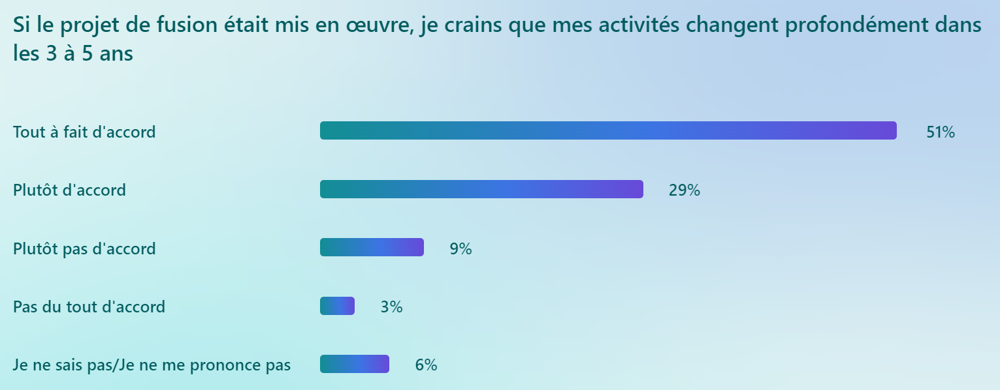 Si le projet de fusion était mis en œuvre, je crains que mes activités changent profondément dans
les 3 à 5 ans
Tout à fait d'accord 51%
Plutôt d'accord 29%
Plutôt pas d'accord 9%
Pas du tout d'accord 3%
Je ne sais pas/Je ne me prononce pas 6%